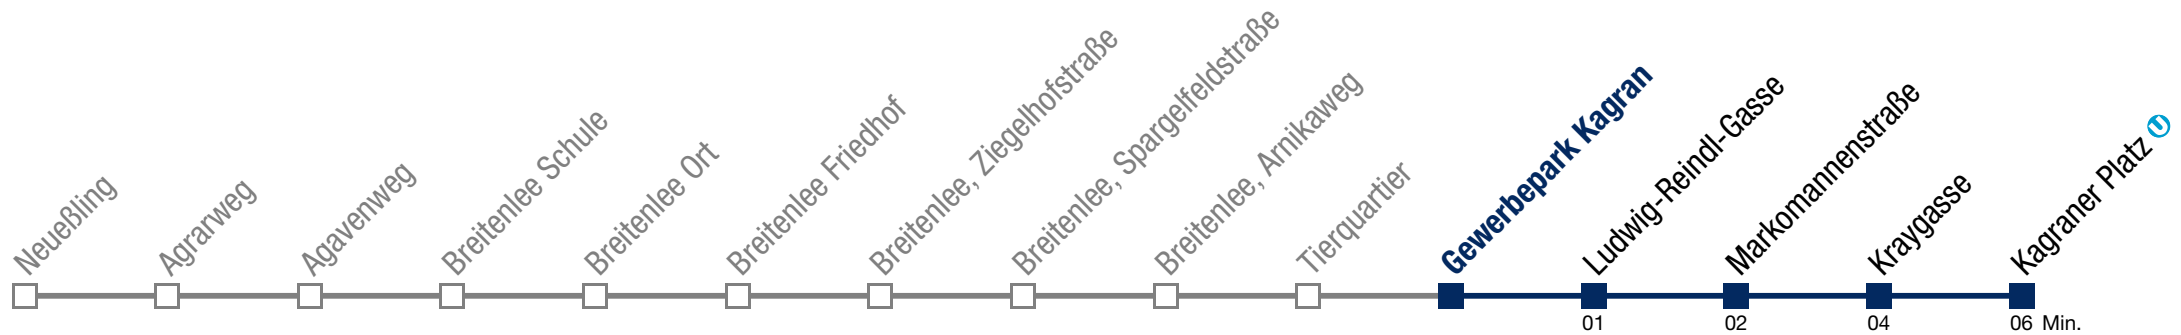 Neueßling
Agrarweg
Agavenweg
Breitenlee Schule
Breitenlee Ort
Breitenlee Friedhof
Breitenlee, Ziegelhofstraße
Breitenlee, Spargelfeldstraße
Breitenlee, Arnikaweg
Tierquartier
Gewerbepark Kagran
Ludwig-Reindl-Gasse
Markomannenstraße
Kraygasse
Kagraner Platz U
01 02 04 06 Min.